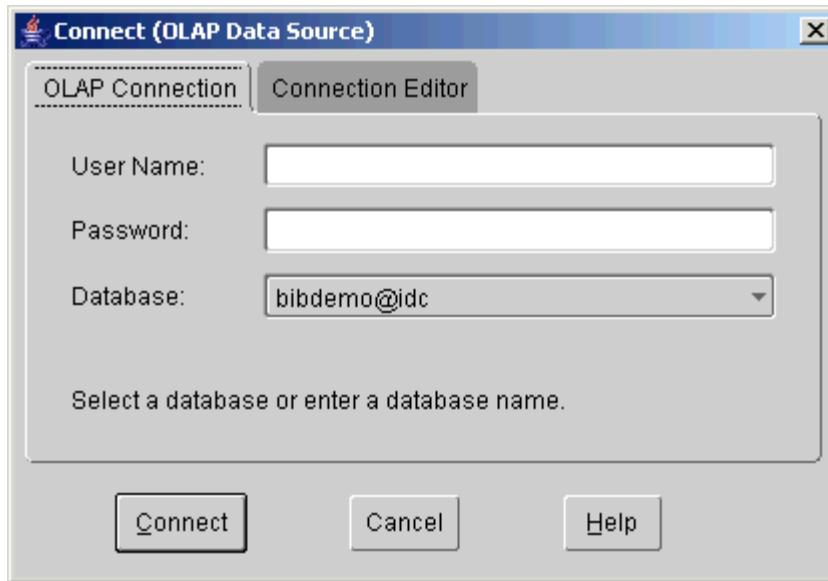 Connect (OLAP Data Source)
OLAP Connection Connection Editor
User Name:
Password:
Database: bibdemo@idc
Select a database or enter a database name.
Connect Cancel Help